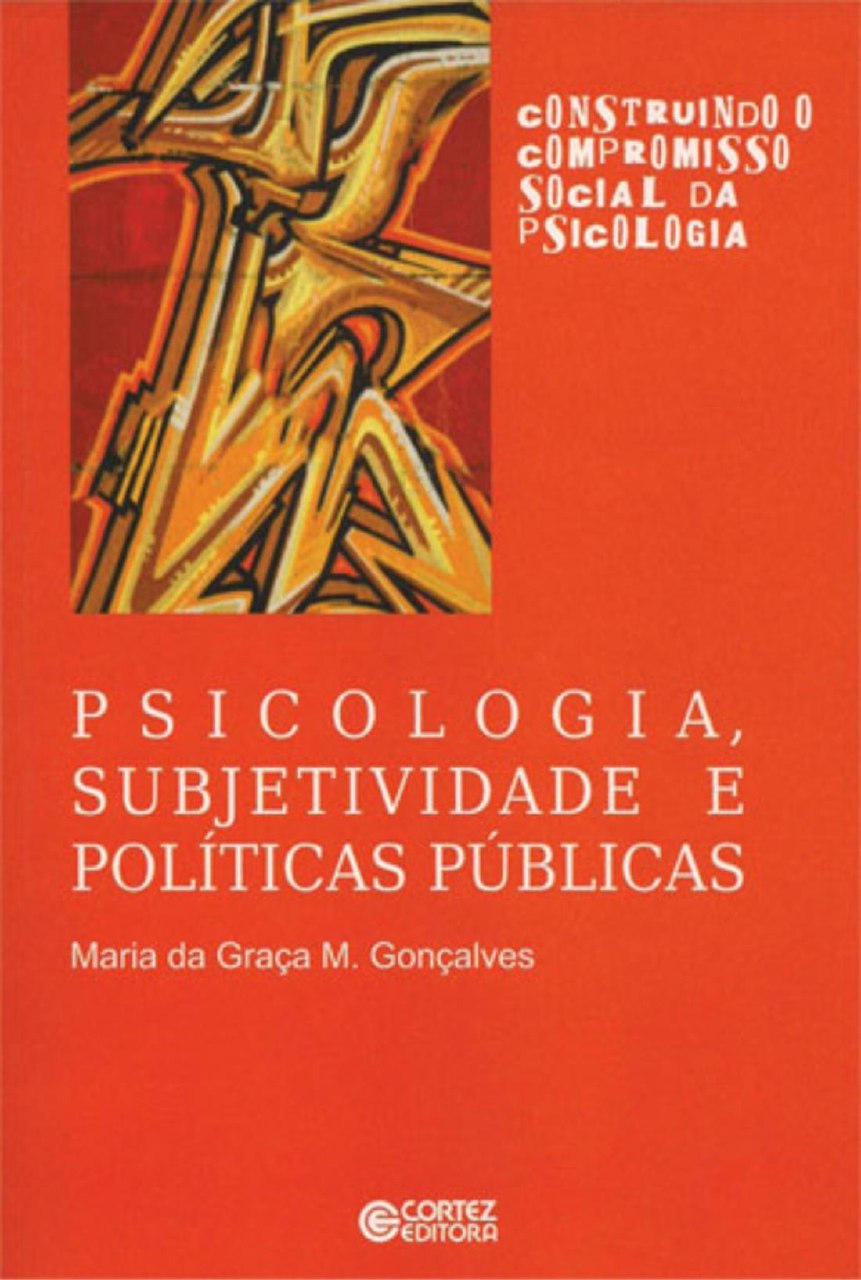 CONSTRUINDO O
COMPROMISSO
SOCIAL DA
PSICOLOGIA
PSICOLOGIA,
SUBJETIVIDADE E
POLÍTICAS PÚBLICAS
Maria da Graça M. Gonçalves
CORTEZ
EDITORA